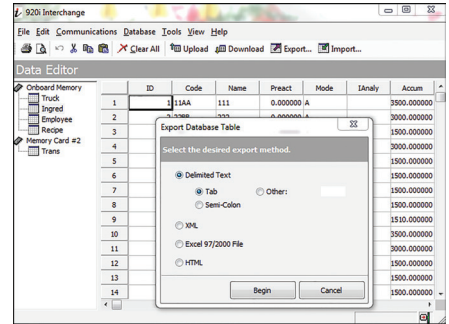 920i Interchange
File Edit Communications Database Tools View Help
Clear All Upload Download Export... Import...
Data Editor
Onboard Memory
Truck
Ingred
Employee
Recipe
Memory Card #2
Trans
ID Code Name Preact Mode IAnaly Accum
1 1 11AA 111 0.000000 A 3500.000000
2 3000.000000
3 1500.000000
4 3000.000000
5 1500.000000
6 1500.000000
7 1500.000000
8 1500.000000
9 1510.000000
10 3500.000000
11 3000.000000
12 1500.000000
13 1500.000000
14 1500.000000
Export Database Table
Select the desired export method.
Delimited Text
Tab Other:
Semi-Colon
XML
Excel 97/2000 File
HTML
Begin Cancel